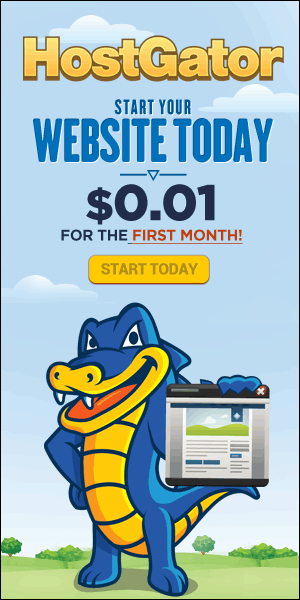 HostGator
START YOUR
WEBSITE TODAY
$0.01
FOR THE FIRST MONTH!
START TODAY